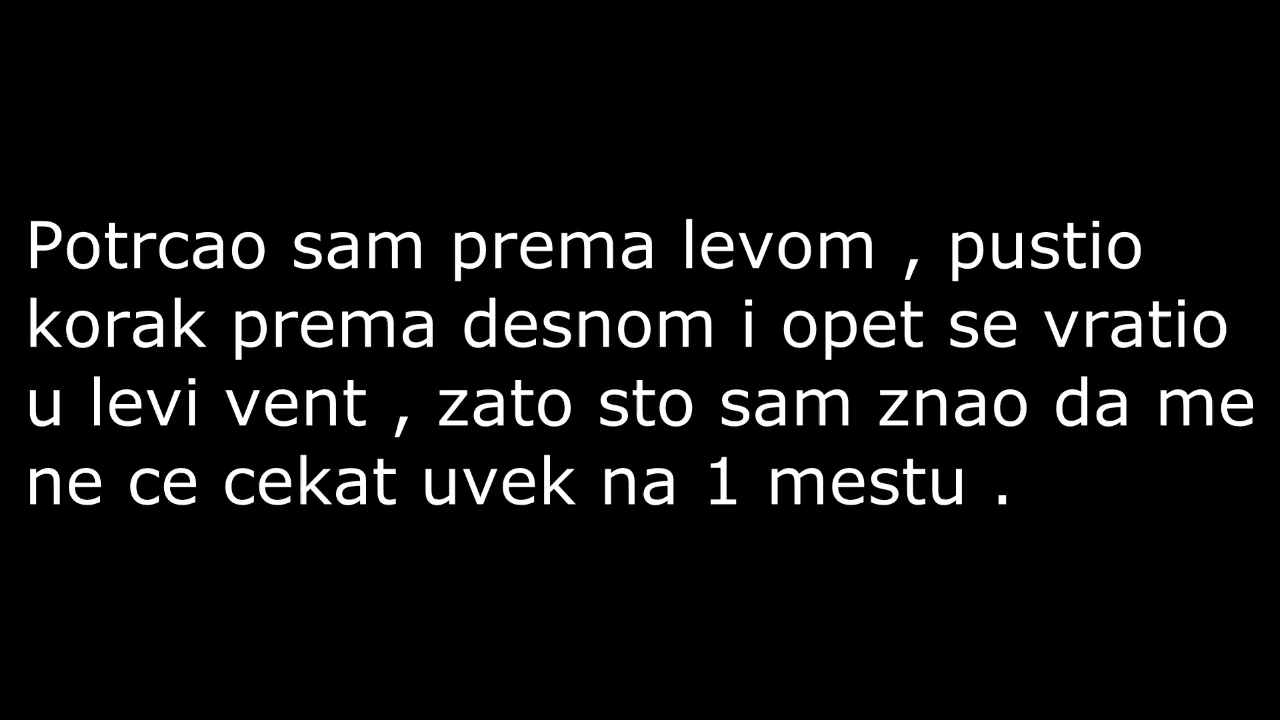 Potrcao sam prema levom , pustio
korak prema desnom i opet se vratio
u levi vent , zato sto sam znao da me
ne ce cekat uvek na 1 mestu .